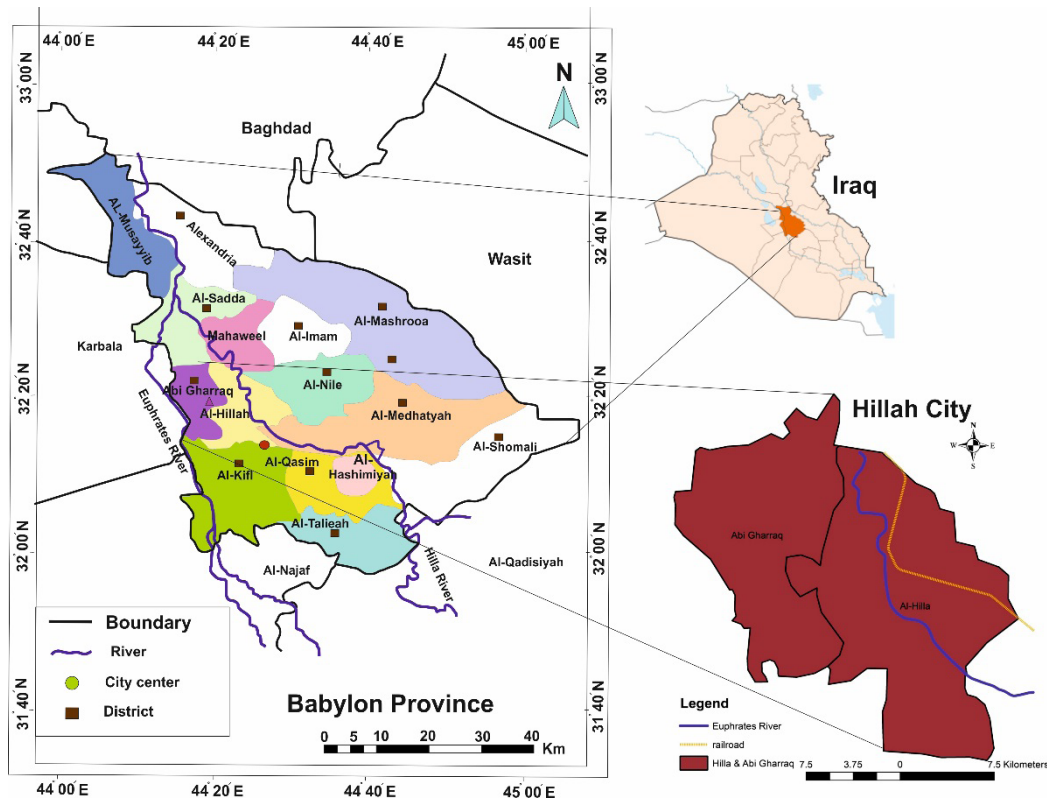 44 00 E
44 20 E
44 40 E
45 00 E
33 00 N
32 40 N
32 20 N
32 00 N
31 40 N
N
Baghdad
Wasit
AL-Musayyib
Alexandria
Al-Sadda
Al-Mashrooa
Mahaweel
Al-Imam
Karbala
Abi Gharraq
Al-Nile
Al-Hillah
Al-Medhatyah
Euphrates River
Al-Shomali
Al-Qasim
Al-
Hashimiyah
Al-Kifl
Al-Talieah
Al-Najaf
Hilla River
Al-Qadisiyah
Boundary
River
City center
District
Babylon Province
0 5 10 20 30 40
Km
33 00 N
32 40 N
32 20 N
32 00 N
31 40 N
44 00 E
44 20 E
44 40 E
45 00 E
Iraq
Hillah City
N
W
E
S
Abi Gharraq
Al-Hilla
Legend
Euphrates River
railroad
Hilla & Abi Gharraq
7.5 3.75 0 7.5 Kilometers